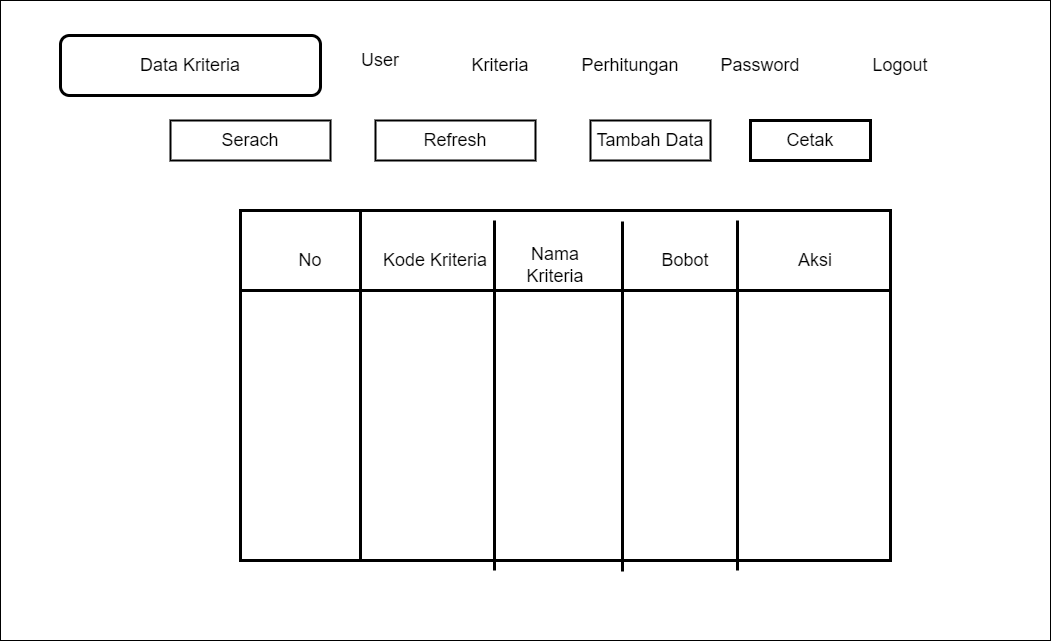 Data Kriteria
User
Kriteria
Perhitungan
Password
Logout
Serach
Refresh
Tambah Data
Cetak
No
Kode Kriteria
Nama
Kriteria
Bobot
Aksi